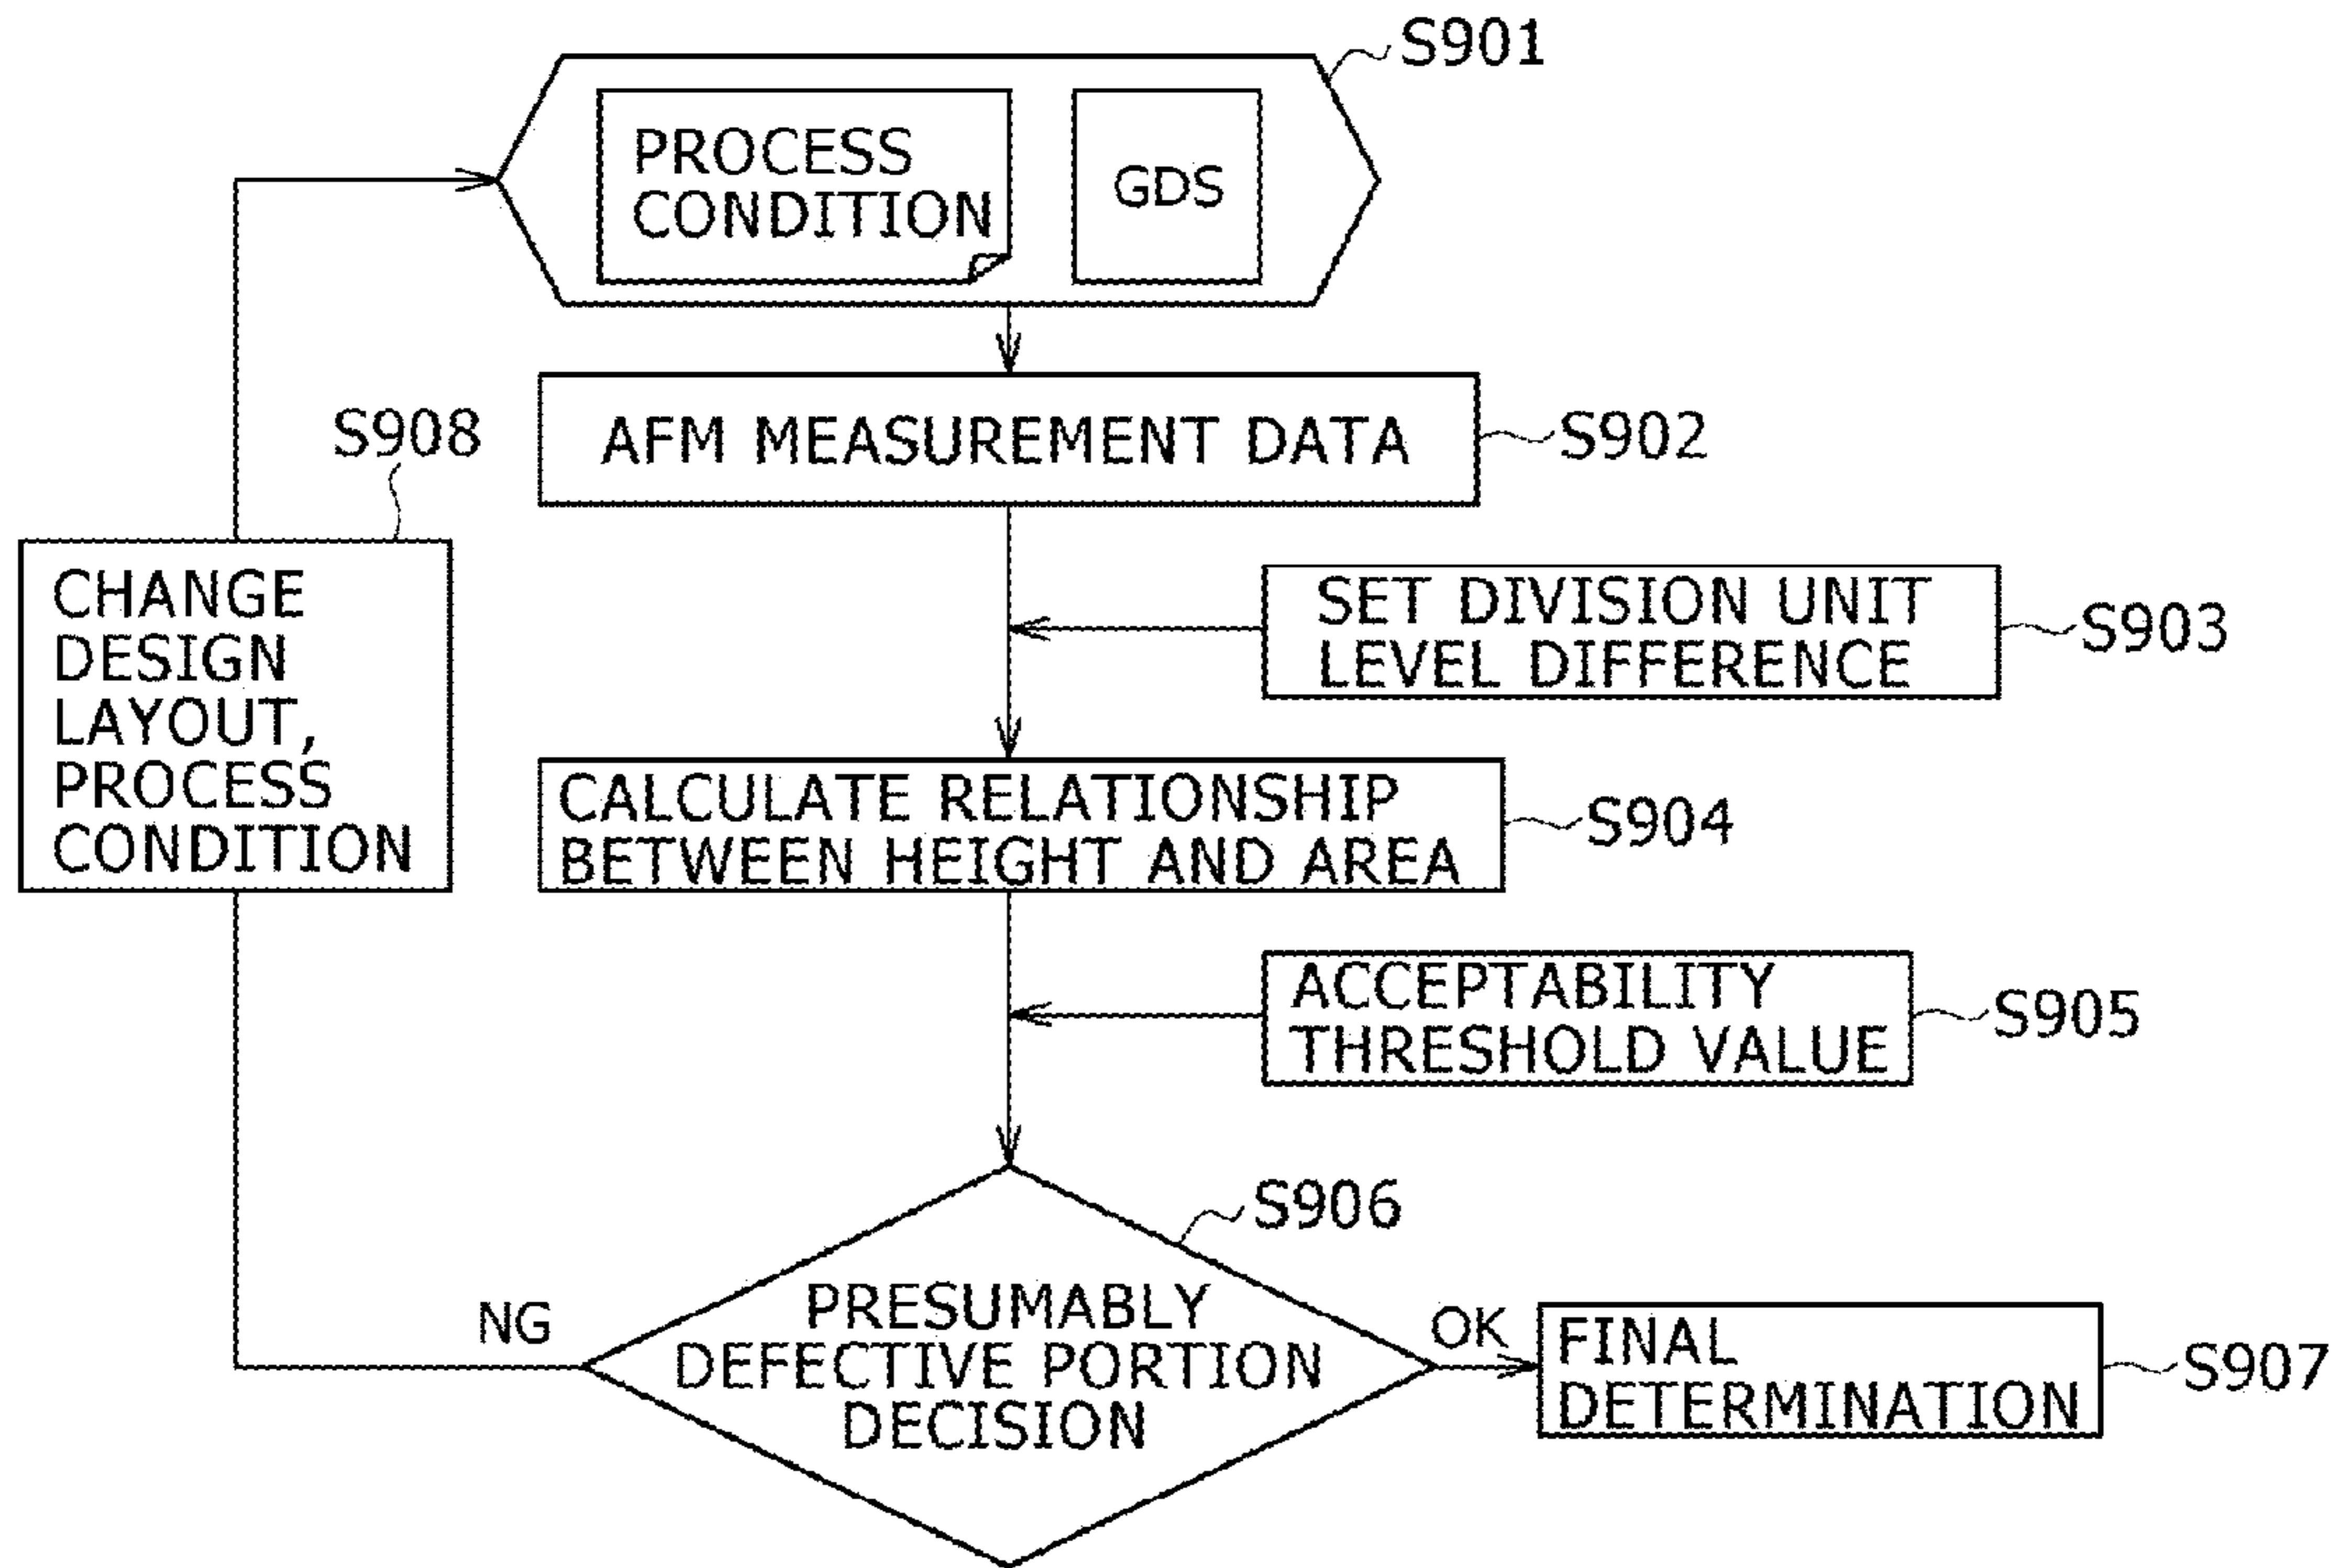 S901
PROCESS
CONDITION
GDS
AFM MEASUREMENT DATA
S902
S908
CHANGE
DESIGN
LAYOUT,
PROCESS
CONDITION
SET DIVISION UNIT
LEVEL DIFFERENCE
S903
CALCULATE RELATIONSHIP
BETWEEN HEIGHT AND AREA
S904
ACCEPTABILITY
THRESHOLD VALUE
S905
S906
PRESUMABLY
DEFECTIVE PORTION
DECISION
NG
OK
FINAL
DETERMINATION
S907